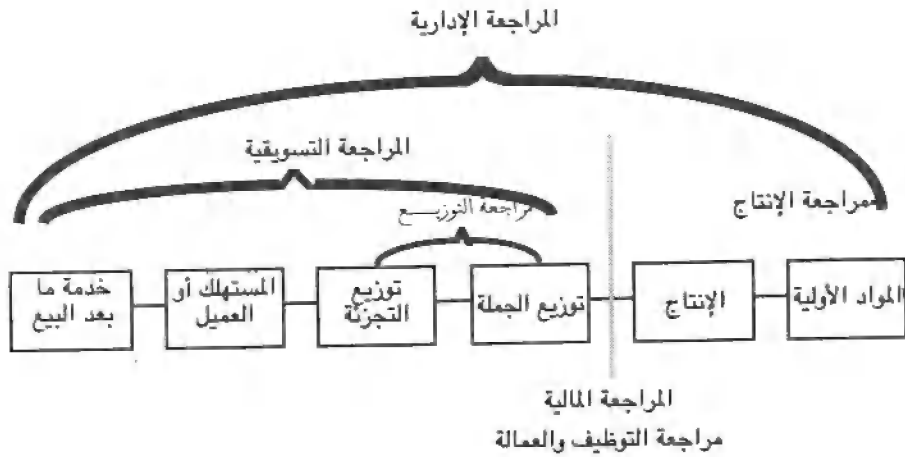 المراجعة الإدارية
المراجعة التسويقية
مراجعة الإنتاج
مراجعة التوزيـــع
المواد الأولية
الإنتاج
توزيع الجملة
توزيع
التجزئة
المستهلك أو
العميل
خدمة ما
بعد البيع
المراجعة المالية
مراجعة التوظيف والعمالة